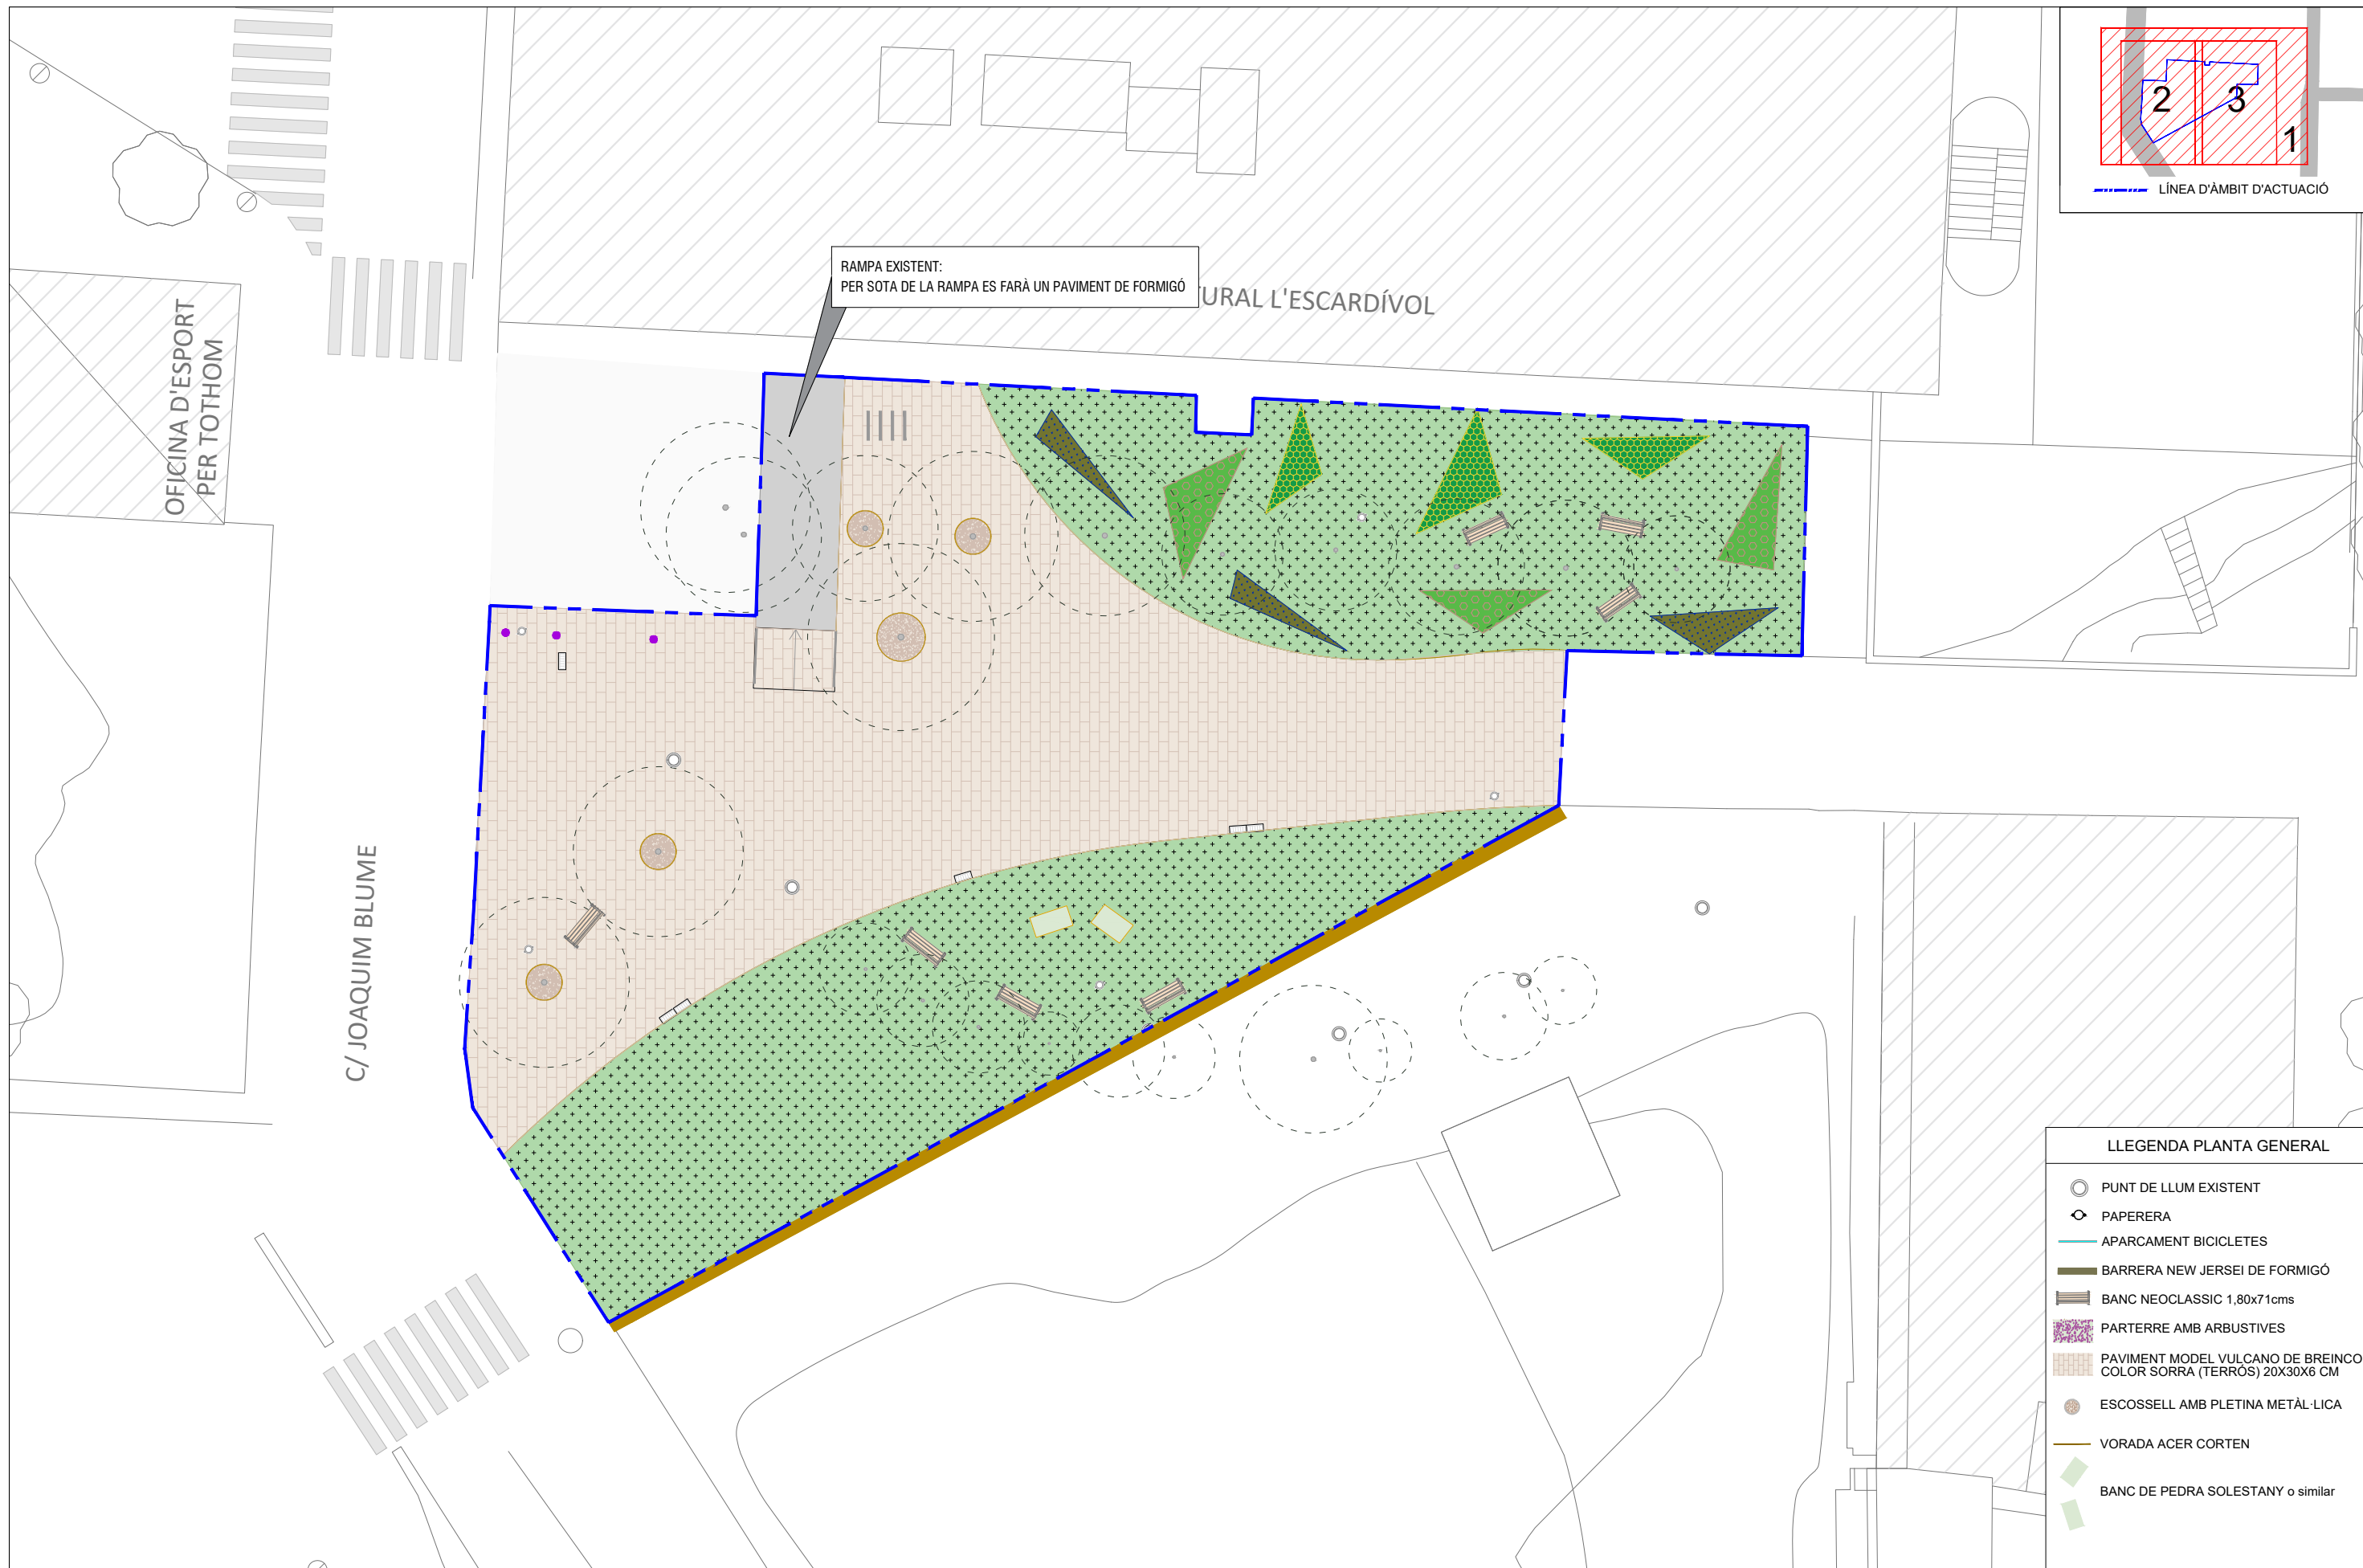 2
3
1
LÍNEA D'ÀMBIT D'ACTUACIÓ
RAMPA EXISTENT:
PER SOTA DE LA RAMPA ES FARÀ UN PAVIMENT DE FORMIGÓ
URAL L'ESCARDÍVOL
OFICINA D'ESPORT
PER TOTHOM
C/ JOAQUIM BLUME
LLEGENDA PLANTA GENERAL
PUNT DE LLUM EXISTENT
PAPERERA
APARCAMENT BICICLETES
BARRERA NEW JERSEI DE FORMIGÓ
BANC NEOCLASSIC 1,80x71cms
PARTERRE AMB ARBUSTIVES
PAVIMENT MODEL VULCANO DE BREINCO
COLOR SORRA (TERRÓS) 20X30X6 CM
ESCOSSELL AMB PLETINA METÀL·LICA
VORADA ACER CORTEN
BANC DE PEDRA SOLESTANY o similar